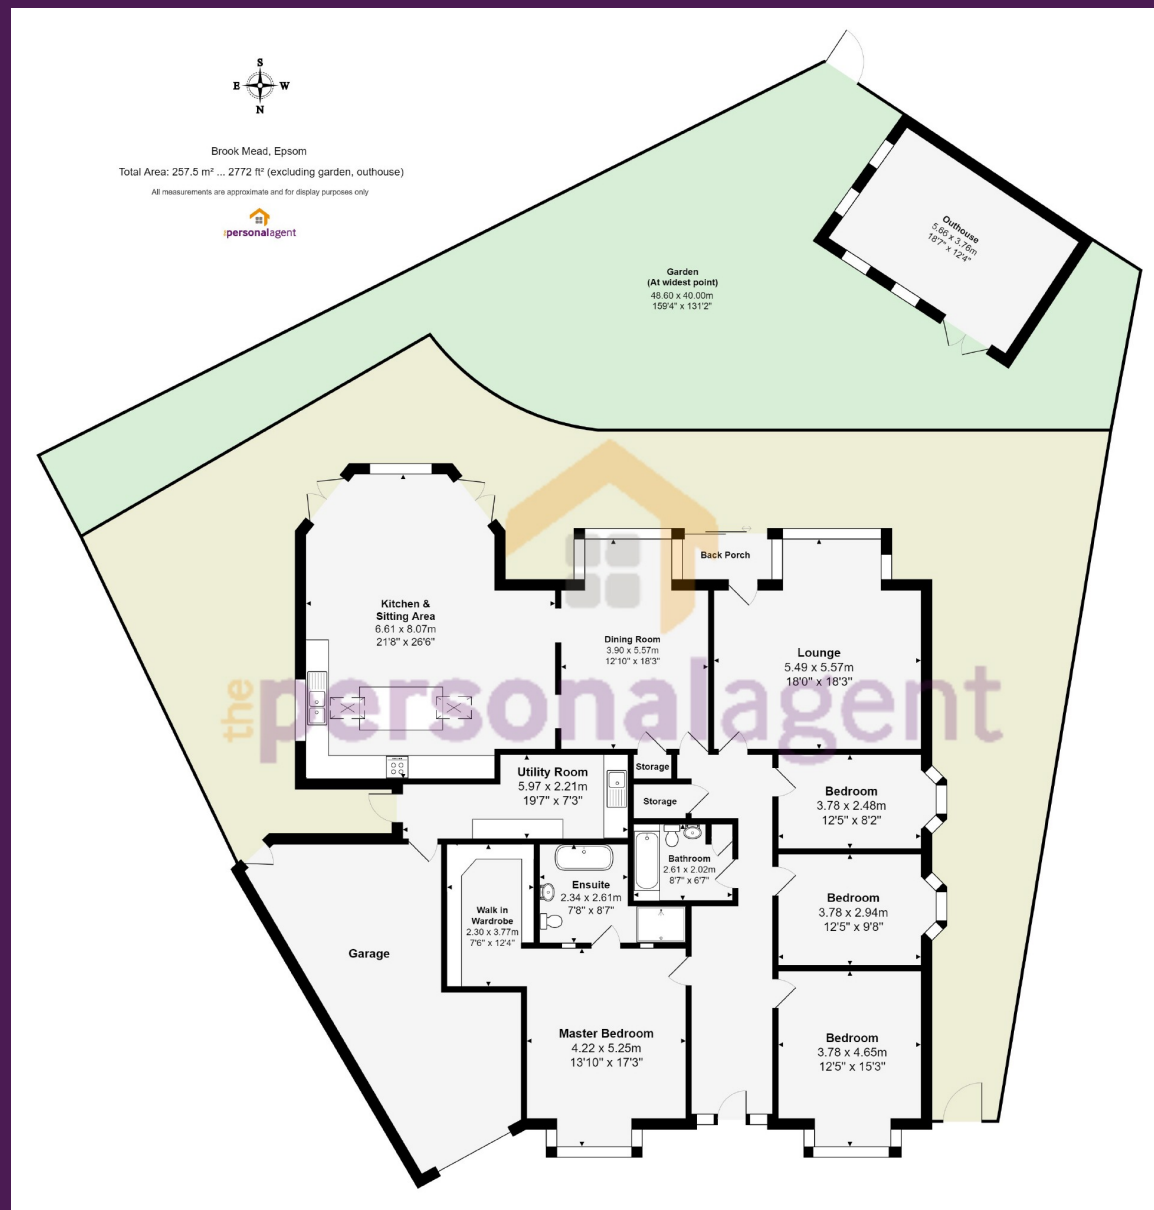 S
E W
N
Brook Mead, Epsom
Total Area: 257.5 m² ... 2772 ft² (excluding garden, outhouse)
All measurements are approximate and for display purposes only
thepersonalagent
Outhouse
5.66 x 3.76m
18'7" x 12'4"
Garden
(At widest point)
48.60 x 40.00m
159'4" x 131'2"
Back Porch
Kitchen &
Sitting Area
6.61 x 8.07m
21'8" x 26'6"
Dining Room
3.90 x 5.57m
12'10" x 18'3"
Lounge
5.49 x 5.57m
18'0" x 18'3"
the personalagent
Utility Room
5.97 x 2.21m
19'7" x 7'3"
Storage
Storage
Bedroom
3.78 x 2.48m
12'5" x 8'2"
Bathroom
2.61 x 2.02m
8'7" x 6'7"
Ensuite
2.34 x 2.61m
7'8" x 8'7"
Walk in
Wardrobe
2.30 x 3.77m
7'6" x 12'4"
Bedroom
3.78 x 2.94m
12'5" x 9'8"
Garage
Master Bedroom
4.22 x 5.25m
13'10" x 17'3"
Bedroom
3.78 x 4.65m
12'5" x 15'3"